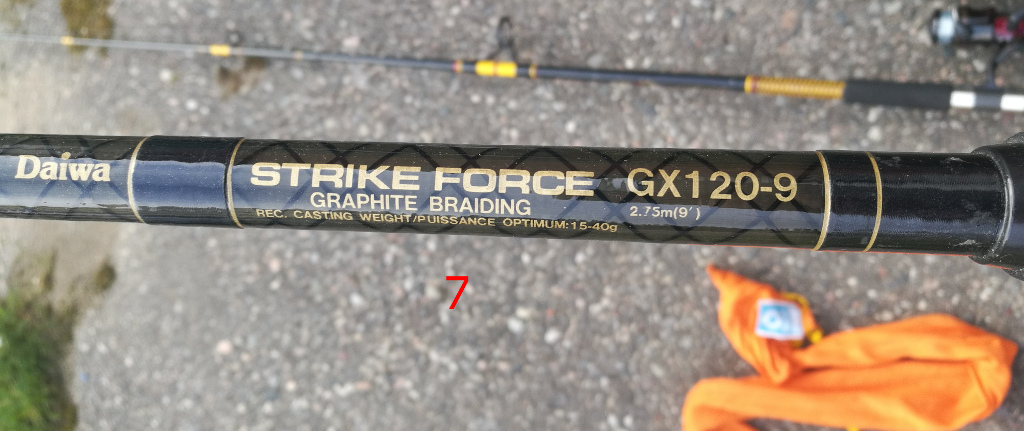 Daiwa
STRIKE FORCE GX120-9
GRAPHITE BRAIDING 2.75m(9')
REC. CASTING WEIGHT/PUISSANCE OPTIMUM:15-40g
7